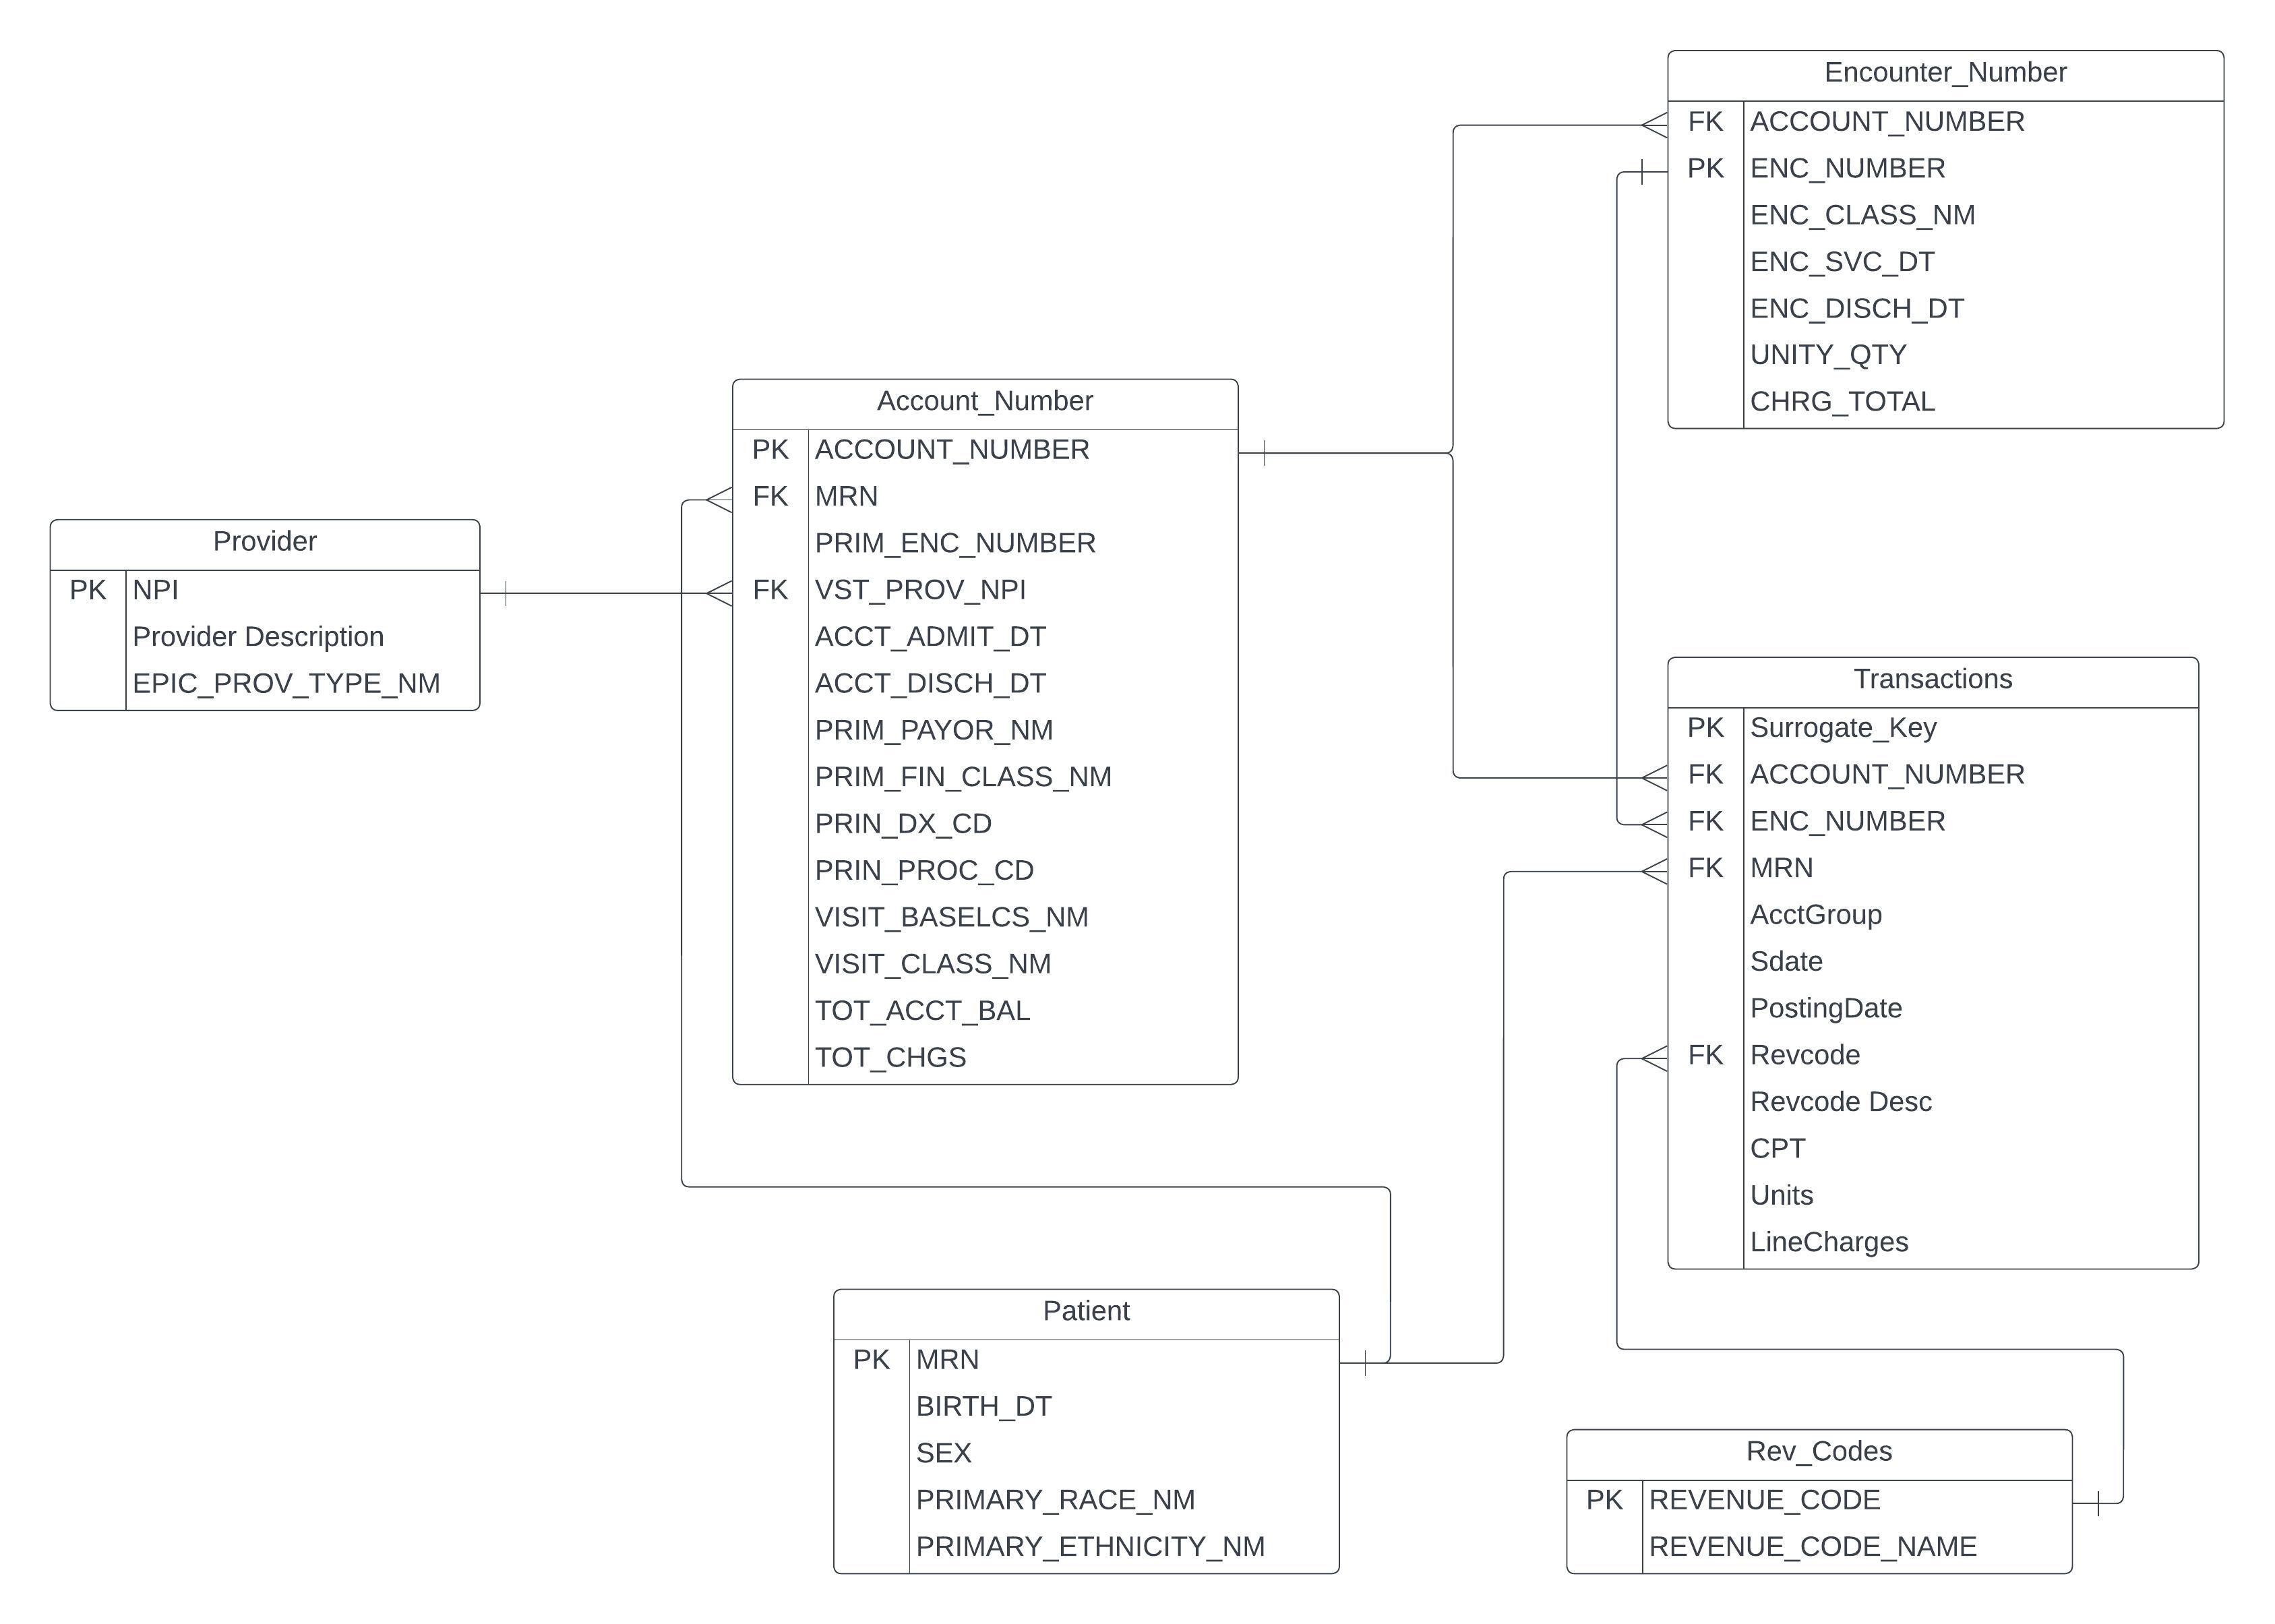 Encounter_Number
FK ACCOUNT_NUMBER
PK ENC_NUMBER
ENC_CLASS_NM
ENC_SVC_DT
ENC_DISCH_DT
UNITY_QTY
CHRG_TOTAL
Account_Number
PK ACCOUNT_NUMBER
FK MRN
PRIM_ENC_NUMBER
FK VST_PROV_NPI
ACCT_ADMIT_DT
ACCT_DISCH_DT
PRIM_PAYOR_NM
PRIM_FIN_CLASS_NM
PRIN_DX_CD
PRIN_PROC_CD
VISIT_BASELCS_NM
VISIT_CLASS_NM
TOT_ACCT_BAL
TOT_CHGS
Provider
PK NPI
Provider Description
EPIC_PROV_TYPE_NM
Transactions
PK Surrogate_Key
FK ACCOUNT_NUMBER
FK ENC_NUMBER
FK MRN
AcctGroup
Sdate
PostingDate
FK Revcode
Revcode Desc
CPT
Units
LineCharges
Patient
PK MRN
BIRTH_DT
SEX
PRIMARY_RACE_NM
PRIMARY_ETHNICITY_NM
Rev_Codes
PK REVENUE_CODE
REVENUE_CODE_NAME